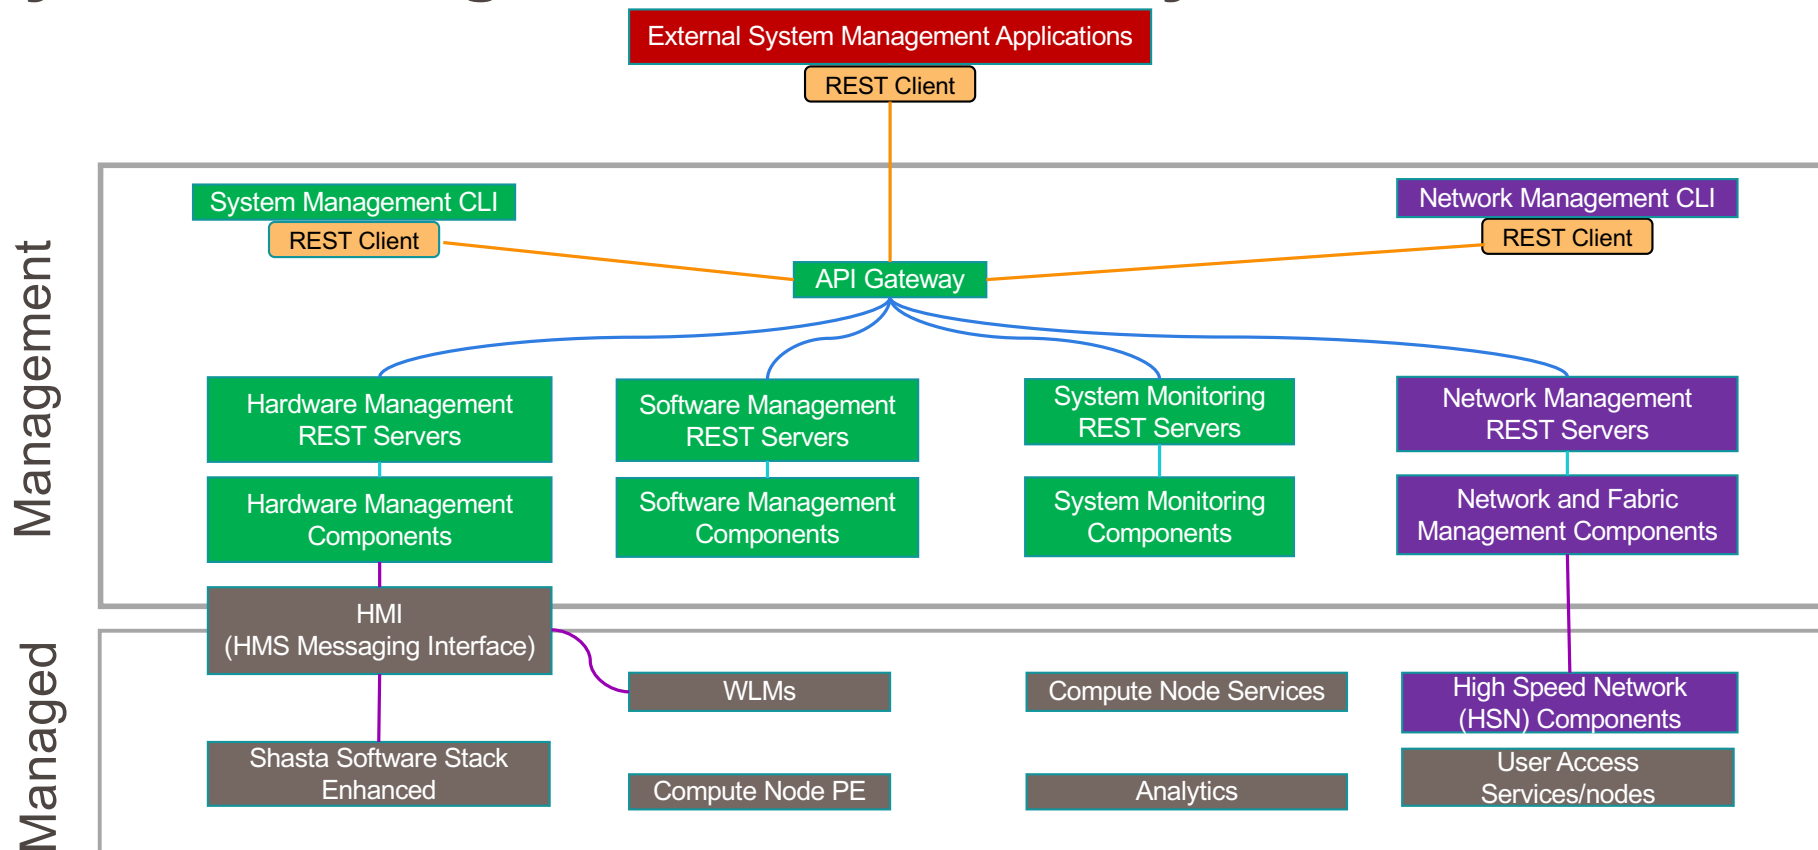 External System Management Applications
REST Client
System Management CLI
REST Client
Network Management CLI
REST Client
API Gateway
Management
Hardware Management
REST Servers
Software Management
REST Servers
System Monitoring
REST Servers
Network Management
REST Servers
Hardware Management
Components
Software Management
Components
System Monitoring
Components
Network and Fabric
Management Components
HMI
(HMS Messaging Interface)
Managed
WLMs
Compute Node Services
High Speed Network
(HSN) Components
Shasta Software Stack
Enhanced
Compute Node PE
Analytics
User Access
Services/nodes